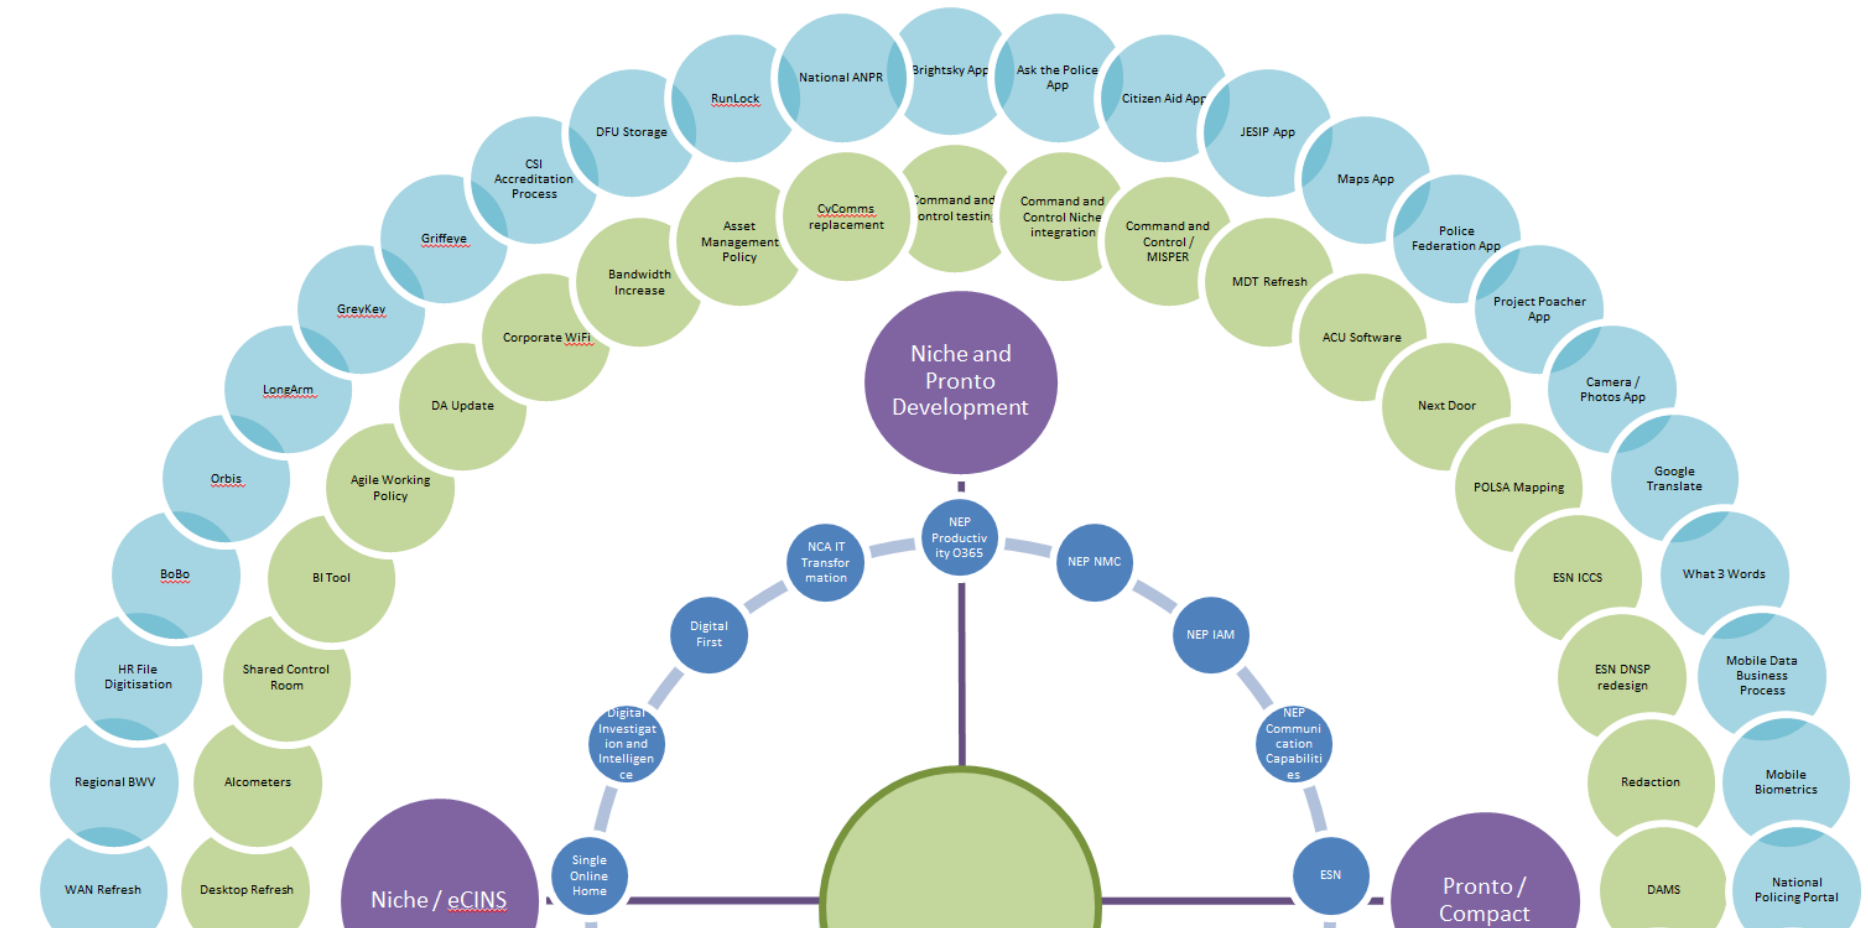 National ANPR
Brightsky App
Ask the Police
App
RunLock
Citizen Aid App
DFU Storage
JESIP App
CSI
Accreditation
Process
Maps App
Griffeye
Police
Federation App
GreyKey
Project Poacher
App
LongArm
Camera /
Photos App
Orbis
Google
Translate
BoBo
What 3 Words
HR File
Digitisation
Mobile Data
Business
Process
Regional BWV
Mobile
Biometrics
WAN Refresh
National
Policing Portal
CyComms
replacement
Command and
ontrol testing
Command and
Control Niche
integration
Asset
Management
Policy
Command and
Control /
MISPER
Bandwidth
Increase
MDT Refresh
Corporate WiFi
ACU Software
DA Update
Next Door
Agile Working
Policy
POLSA Mapping
BI Tool
ESN ICCS
Shared Control
Room
ESN DNSP
redesign
Alcometers
Redaction
Desktop Refresh
DAMS
Niche and
Pronto
Development
NEP
Productiv
ity O365
NCA IT
Transfor
mation
NEP NMC
Digital
First
NEP IAM
Digital
Investigat
ion and
Intelligen
ce
NEP
Communi
cation
Capabiliti
es
Single
Online
Home
ESN
Niche / eCINS
Pronto /
Compact